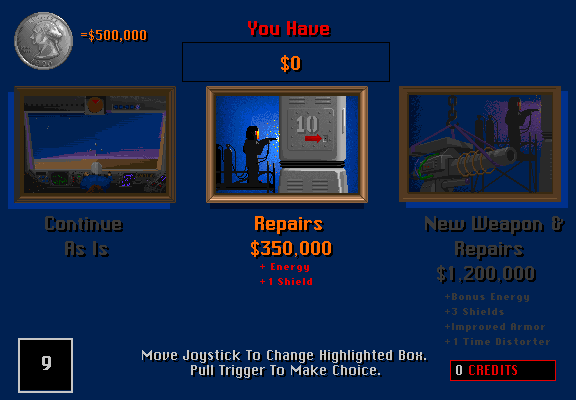 =$500,000
You Have
$0
10
Continue
As Is
Repairs
$350,000
+ Energy
+1 Shield
New Weapon &
Repairs
$1,200,000
+Bonus Energy
+3 Shields
+Improved Armor
+1 Time Distorter
9
Move Joystick To Change Highlighted Box.
Pull Trigger To Make Choice.
0 CREDITS